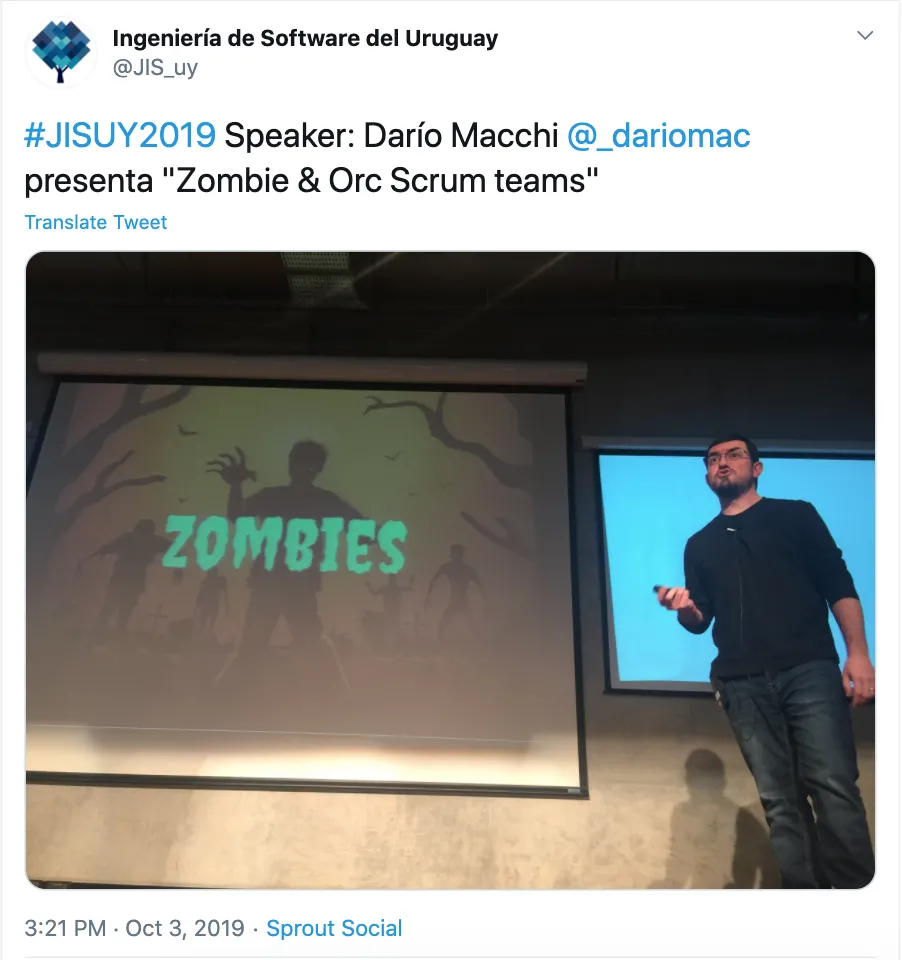 Ingeniería de Software del Uruguay
@JIS_uy
#JISUY2019 Speaker: Darío Macchi @_dariomac
presenta "Zombie & Orc Scrum teams"
Translate Tweet
ZOMBIES
3:21 PM · Oct 3, 2019 · Sprout Social